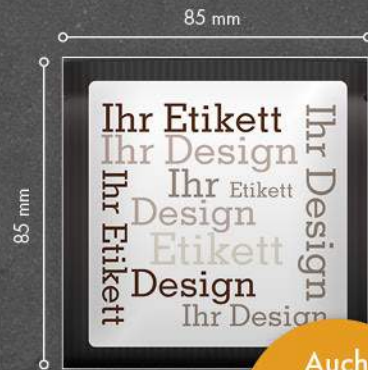 85 mm
85 mm
Ihr Etikett
Ihr Design
Ihr Design
Ihr Etikett
Ihr Etikett
Design
Etikett
Design
Ihr Design
Auch